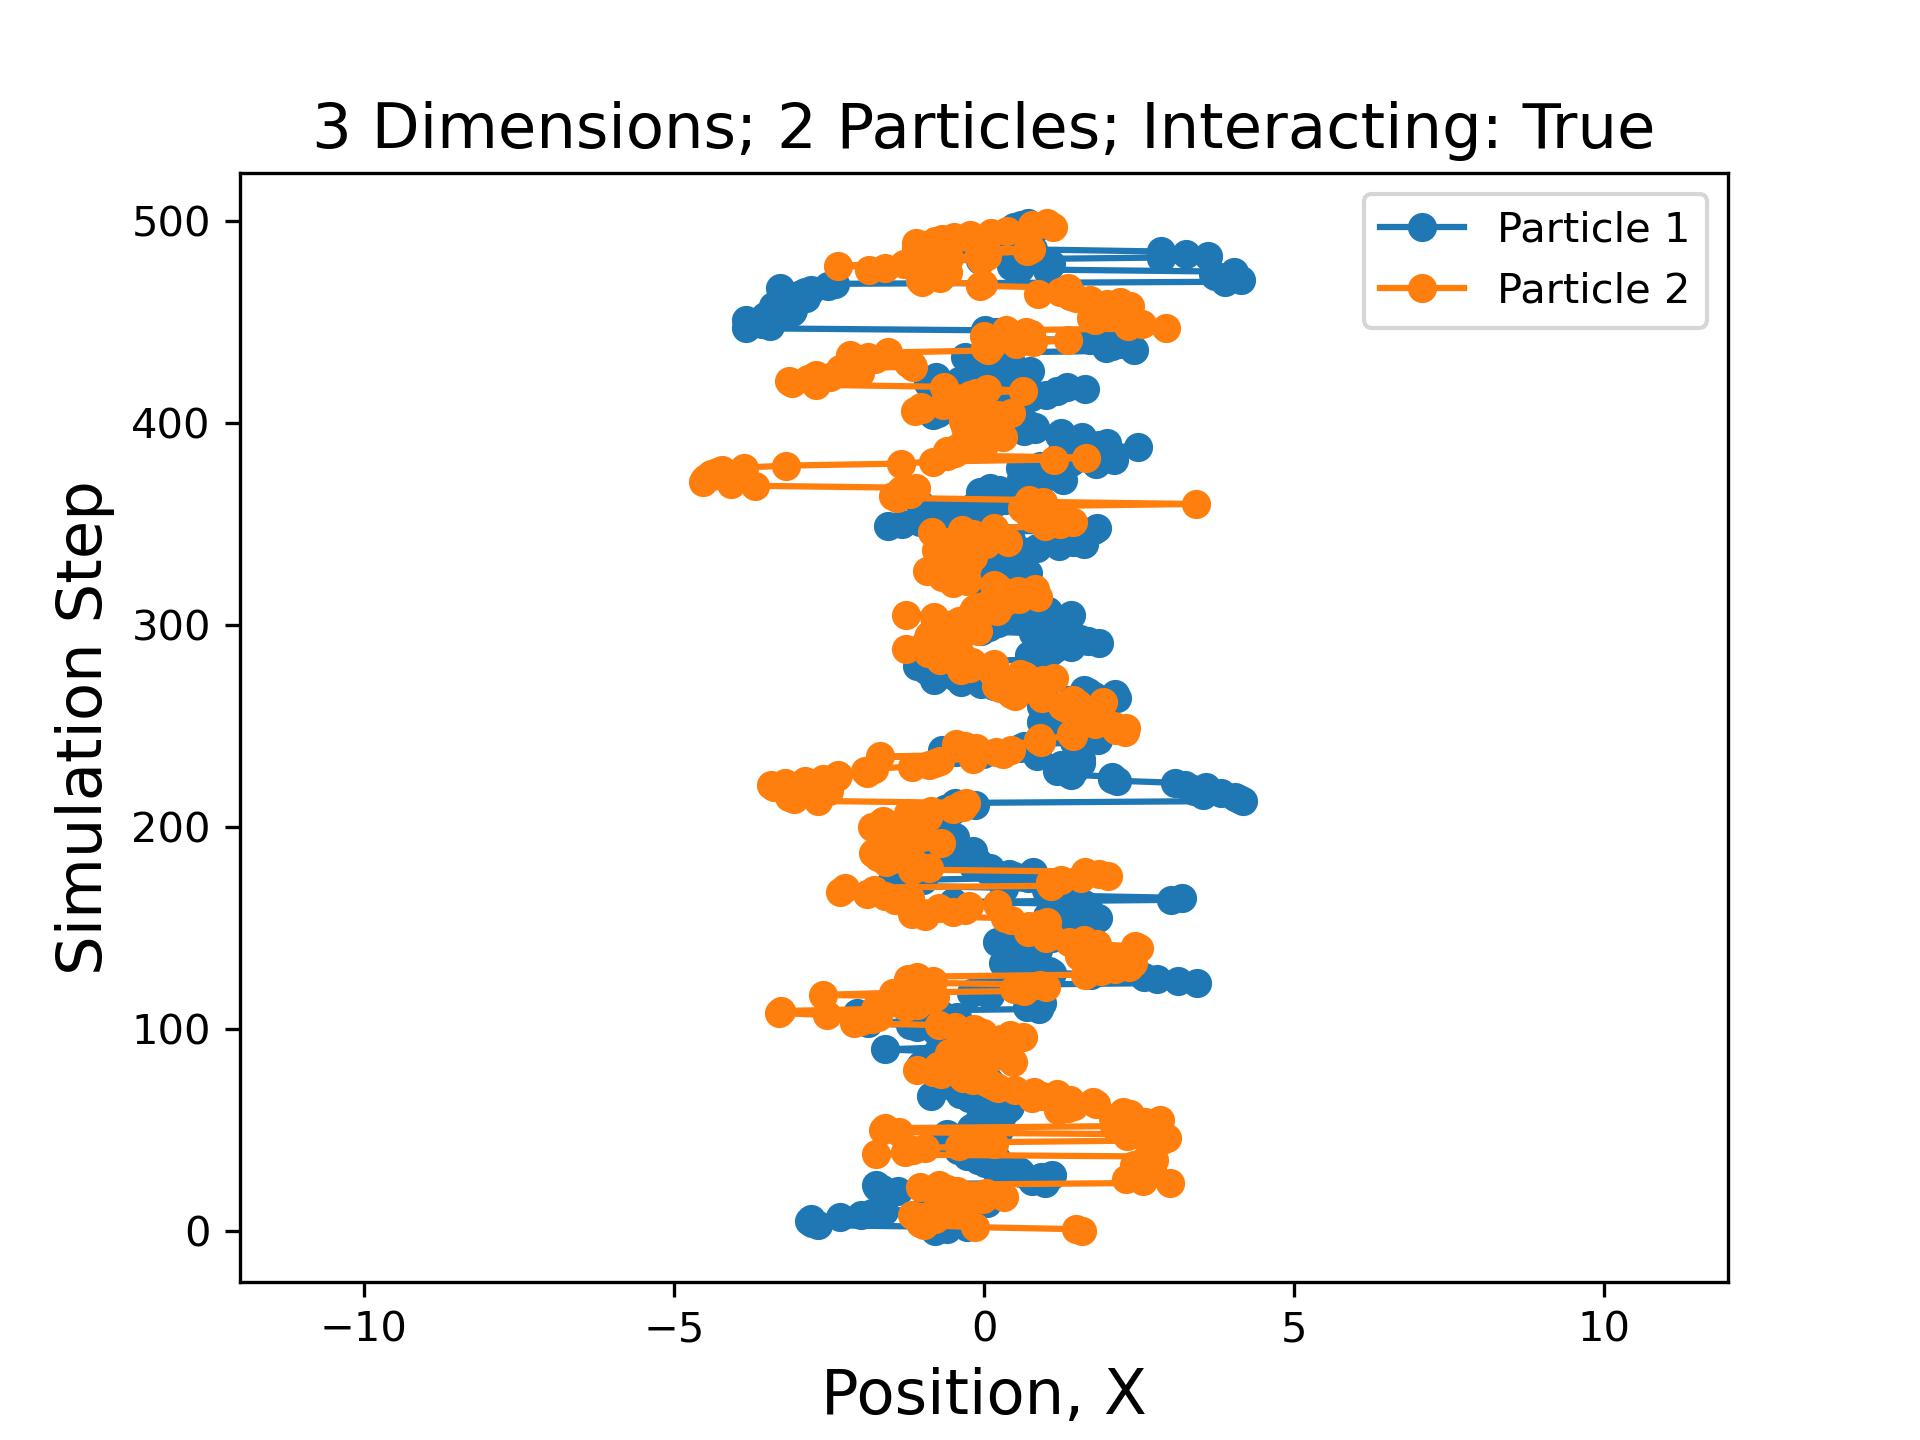 3 Dimensions; 2 Particles; Interacting: True
Particle 1
Particle 2
500
400
300
200
100
0
Simulation Step
−10
−5
0
5
10
Position, X